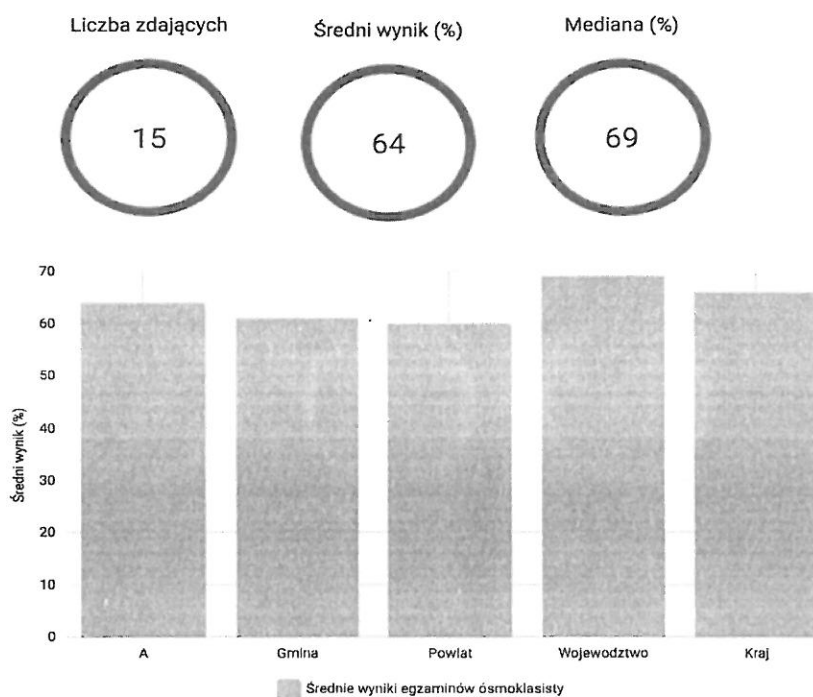 Liczba zdających
Średni wynik (%)
Mediana (%)
15
64
69
70
60
50
40
30
20
10
0
Średni wynik (%)
A
Gmina
Powiat
Wojewodztwo
Kraj
Średnie wyniki egzaminów ósmoklasisty